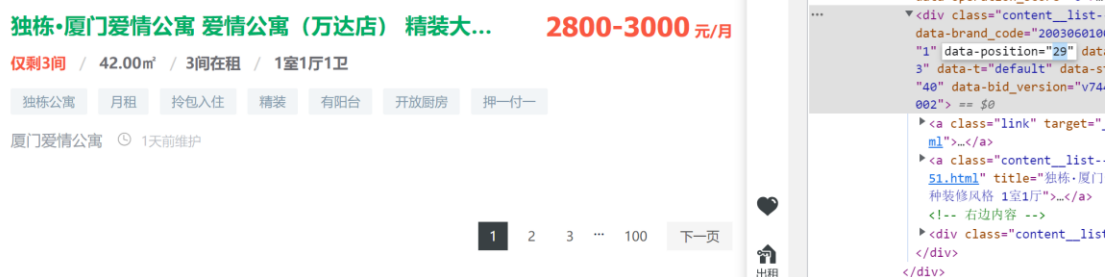 独栋·厦门爱情公寓 爱情公寓（万达店） 精装大... 2800-3000 元/月
仅剩3间 / 42.00㎡ / 3间在租 / 1室1厅1卫
独栋公寓 月租 拎包入住 精装 有阳台 开放厨房 押一付一
厦门爱情公寓 1天前维护
1 2 3 ... 100 下一页
出租
<div class="content__list--
data-brand_code="200306010
"1" data-position="29" data
3" data-t="default" data-st
"40" data-bid_version="v744
002"> == $0
<a class="link" target="_
ml">…</a>
<a class="content__list--
51.html" title="独栋·厦门
种装修风格 1室1厅">…</a>
<!-- 右边内容 -->
<div class="content__list
</div>
</div>